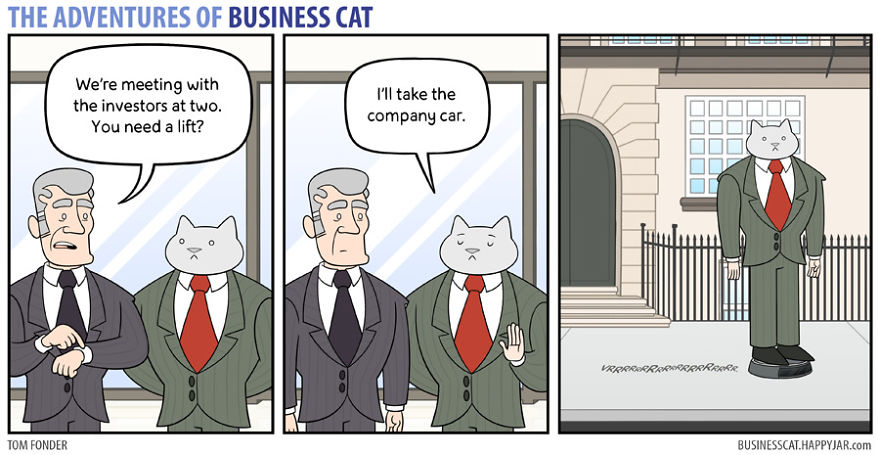 THE ADVENTURES OF BUSINESS CAT
We're meeting with
the investors at two.
You need a lift?
I'll take the
company car.
VRRRRRORRRORRRRRRRRORR
TOM FONDER
BUSINESSCAT.HAPPYJAR.com